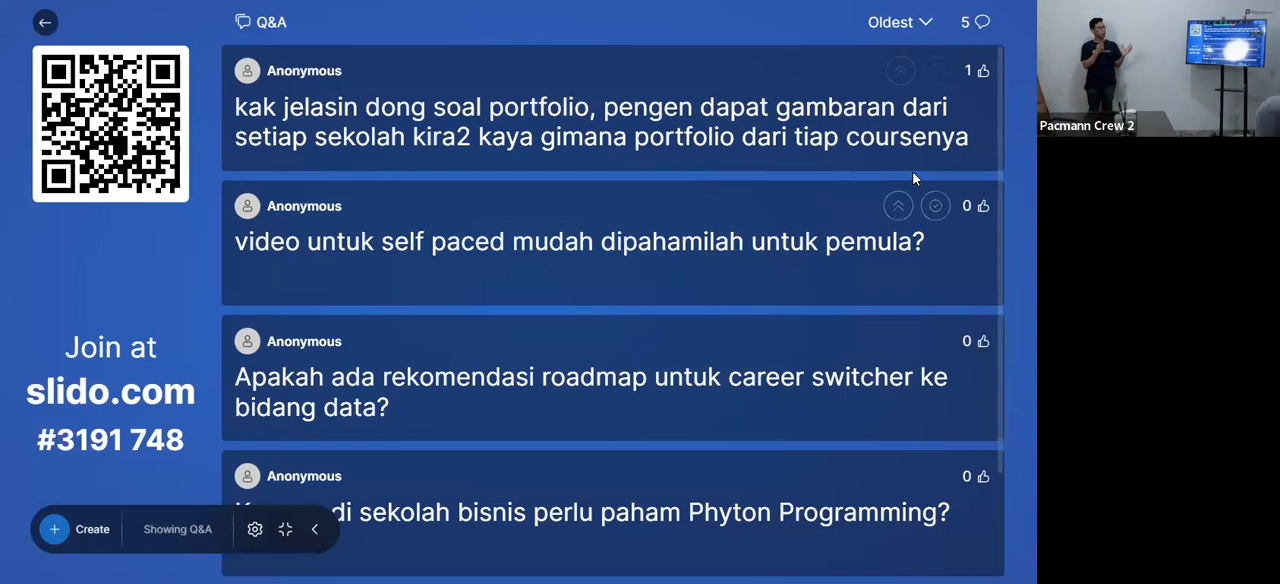 Q&A
Oldest
5
Anonymous
1
kak jelasin dong soal portfolio, pengen dapat gambaran dari
setiap sekolah kira2 kaya gimana portfolio dari tiap coursenya
Anonymous
0
video untuk self paced mudah dipahamilah untuk pemula?
Anonymous
0
Apakah ada rekomendasi roadmap untuk career switcher ke
bidang data?
Anonymous
0
di sekolah bisnis perlu paham Phyton Programming?
Join at
slido.com
#3191 748
Create
Showing Q&A
Pacmann
Pacmann Crew 2